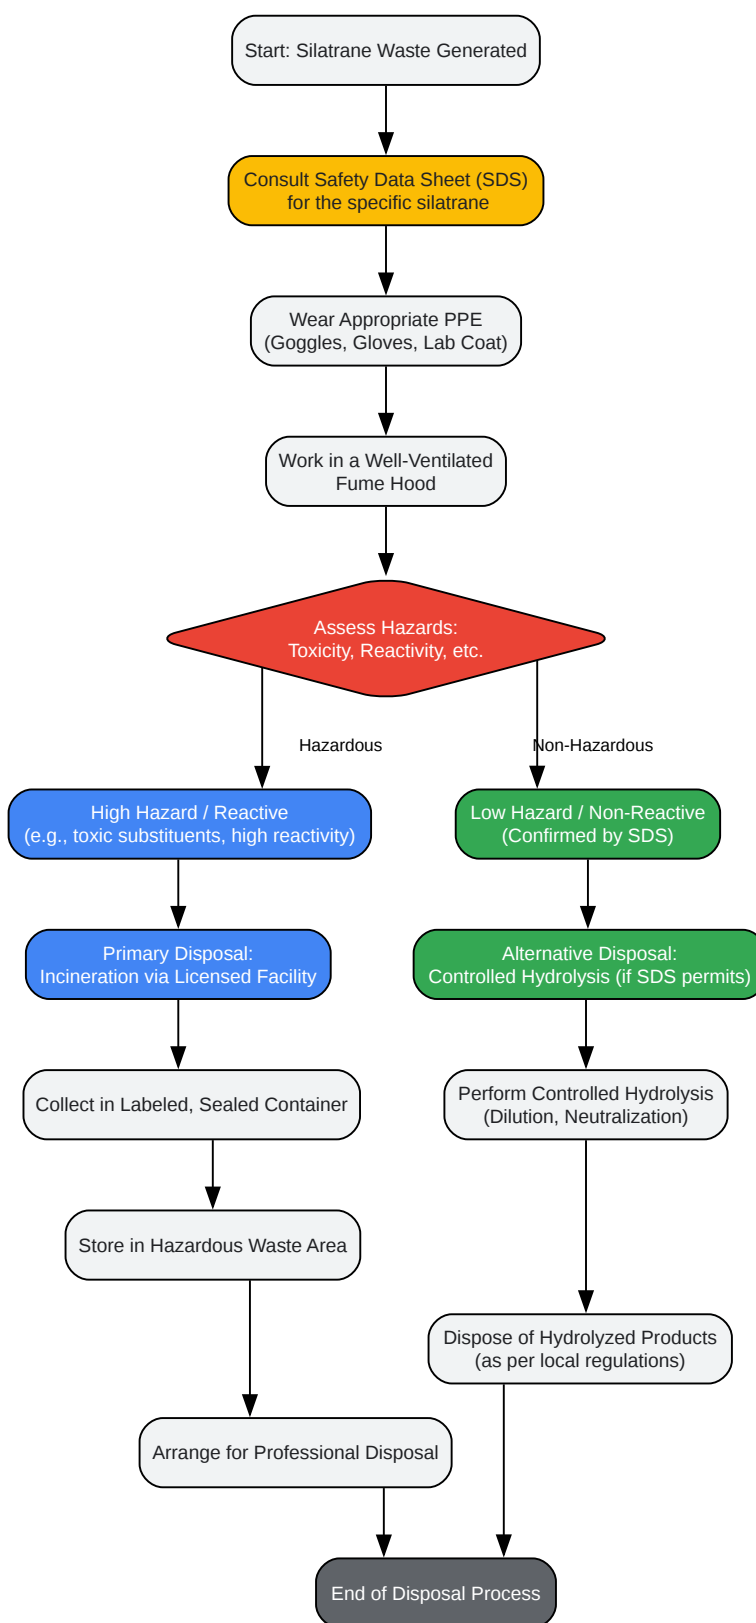 Start: Silatrane Waste Generated
Consult Safety Data Sheet (SDS)
for the specific silatrane
Wear Appropriate PPE
(Goggles, Gloves, Lab Coat)
Work in a Well-Ventilated
Fume Hood
Assess Hazards:
Toxicity, Reactivity, etc.
Hazardous
Non-Hazardous
High Hazard / Reactive
(e.g., toxic substituents, high reactivity)
Low Hazard / Non-Reactive
(Confirmed by SDS)
Primary Disposal:
Incineration via Licensed Facility
Alternative Disposal:
Controlled Hydrolysis (if SDS permits)
Collect in Labeled, Sealed Container
Perform Controlled Hydrolysis
(Dilution, Neutralization)
Store in Hazardous Waste Area
Dispose of Hydrolyzed Products
(as per local regulations)
Arrange for Professional Disposal
End of Disposal Process